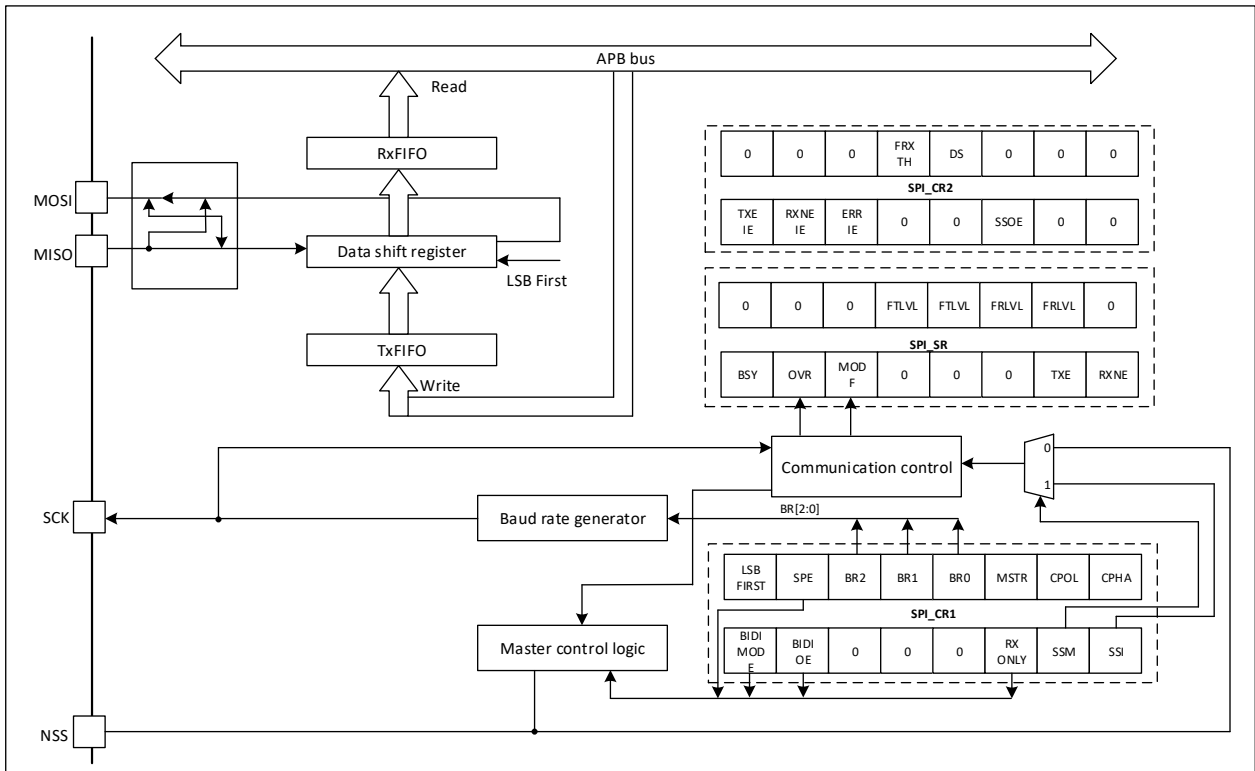 APB bus
Read
RxFIFO
MOSI
MISO
Data shift register
LSB First
TxFIFO
Write
0 0 0 FRX TH DS 0 0 0
SPI_CR2
TXE IE RXNE IE ERR IE 0 0 SSOE 0 0
0 0 0 FTLVL FTLVL FRLVL FRLVL 0
SPI_SR
BSY OVR MOD F 0 0 0 TXE RXNE
Communication control
0
1
SCK
Baud rate generator
BR[2:0]
LSB FIRST SPE BR2 BR1 BR0 MSTR CPOL CPHA
SPI_CR1
BIDI MOD E BIDI OE 0 0 0 RX ONLY SSM SSI
Master control logic
NSS